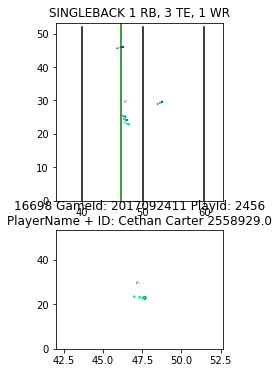 SINGLEBACK 1 RB, 3 TE, 1 WR
50
40
30
20
10
0
40 50 60
16698 GameId: 2017092411 PlayId: 2456
PlayerName + ID: Cethan Carter 2558929.0
40
20
0
42.5 45.0 47.5 50.0 52.5